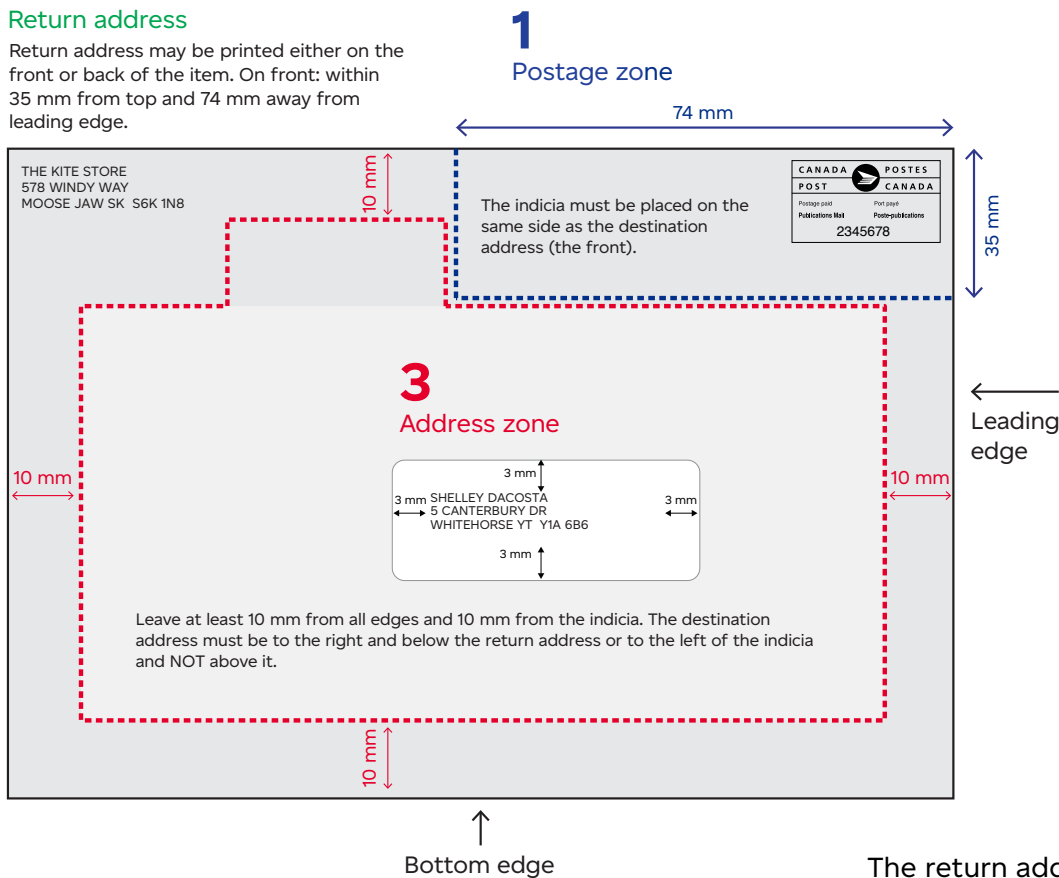 Return address
Return address may be printed either on the
front or back of the item. On front: within
35 mm from top and 74 mm away from
leading edge.
1
Postage zone
74 mm
THE KITE STORE
578 WINDY WAY
MOOSE JAW SK  S6K 1N8
10 mm
The indicia must be placed on the
same side as the destination
address (the front).
CANADA POSTES
POST CANADA
Postage paid Port payé
Publications Mail Poste-publications
2345678
35 mm
3
Address zone
Leading
edge
10 mm
10 mm
3 mm
3 mm
3 mm
SHELLEY DACOSTA
5 CANTERBURY DR
WHITEHORSE YT  Y1A 6B6
3 mm
Leave at least 10 mm from all edges and 10 mm from the indicia. The destination
address must be to the right and below the return address or to the left of the indicia
and NOT above it.
10 mm
Bottom edge
The return add